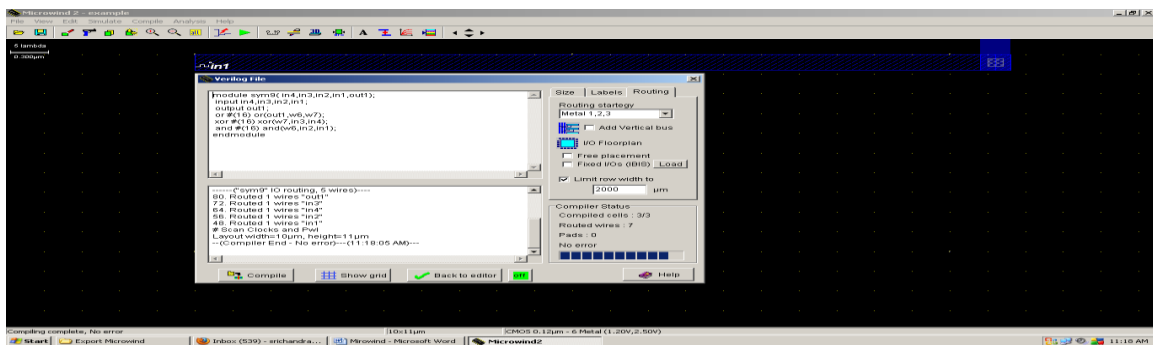 Microwind 2 - example
File View Edit Simulate Compile Analysis Help
5 lambda
0.300µm
in1
Verilog File
module sym9( in4,in3,in2,in1,out1);
input in4,in3,in2,in1;
output out1;
or #(16) or(out1,w6,w7);
xor #(16) xor(w7,in3,in4);
and #(16) and(w6,in2,in1);
endmodule
------("sym9" IO routing, 5 wires)----
80. Routed 1 wires "out1"
72. Routed 1 wires "in3"
64. Routed 1 wires "in4"
56. Routed 1 wires "in2"
48. Routed 1 wires "in1"
# Scan Clocks and Pwl
Layout width=10µm, height=11µm
--(Compiler End - No error)---(11:18:05 AM)---
Size Labels Routing
Routing startegy
Metal 1,2,3
Add Vertical bus
I/O Floorplan
Free placement
Fixed I/Os (IBIS) Load
Limit row width to
2000 µm
Compiler Status
Compiled cells : 3/3
Routed wires : 7
Pads : 0
No error
Compile Show grid Back to editor off Help
Compiling complete, No error 10x11µm CMOS 0.12µm - 6 Metal (1.20V,2.50V)
Start Export Microwind Inbox (539) - srichandra... Mirowind - Microsoft Word Microwind2 11:18 AM